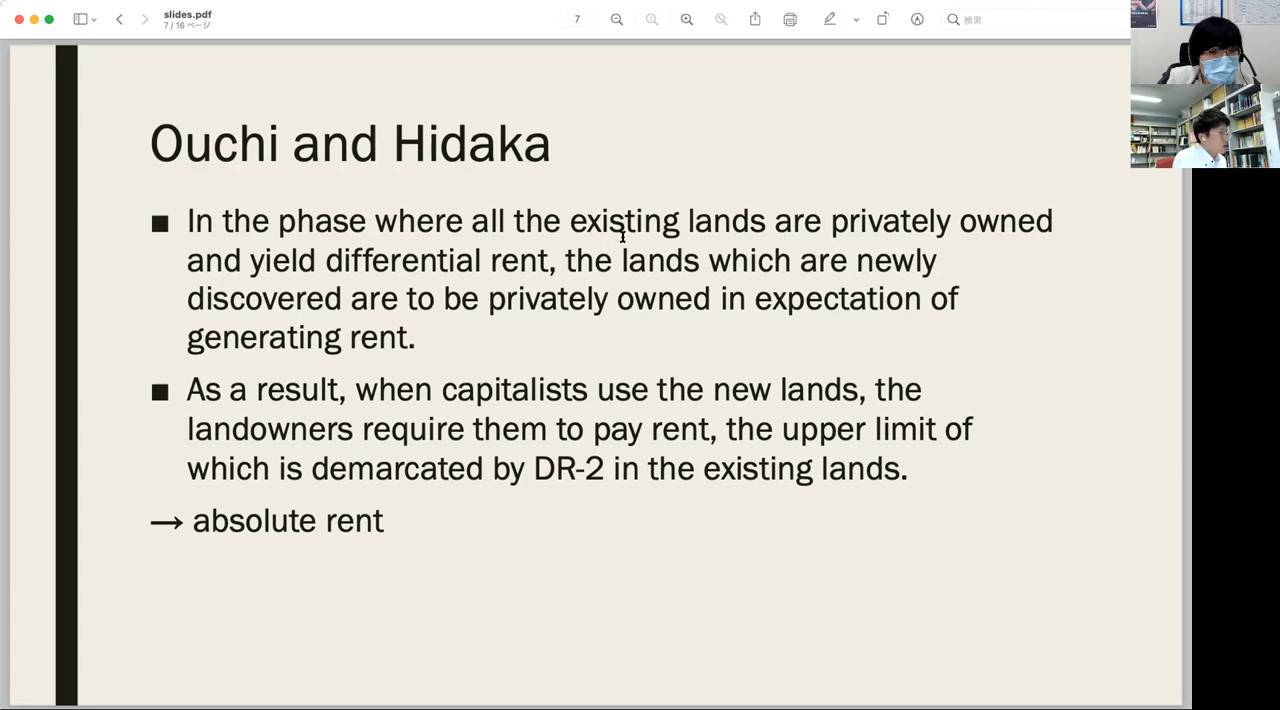 slides.pdf
7 / 16 ページ
7
検索
Ouchi and Hidaka
■ In the phase where all the existing lands are privately owned
and yield differential rent, the lands which are newly
discovered are to be privately owned in expectation of
generating rent.
■ As a result, when capitalists use the new lands, the
landowners require them to pay rent, the upper limit of
which is demarcated by DR-2 in the existing lands.
→ absolute rent